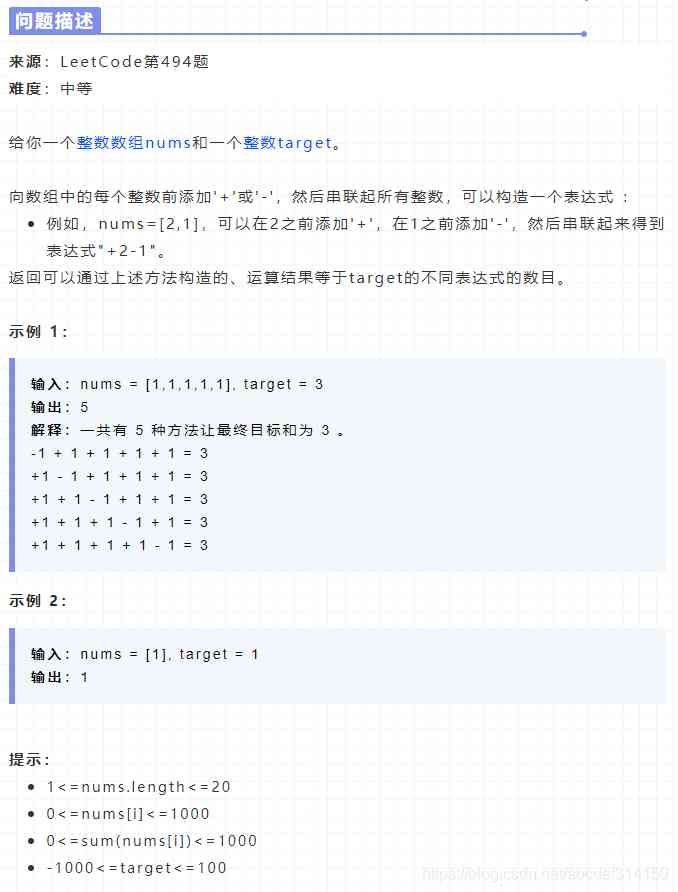 问题描述
来源：LeetCode第494题
难度：中等
给你一个整数数组nums和一个整数target。
向数组中的每个整数前添加'+'或'-'，然后串联起所有整数，可以构造一个表达式 ：
• 例如，nums=[2,1]，可以在2之前添加'+'，在1之前添加'-'，然后串联起来得到
表达式"+2-1"。
返回可以通过上述方法构造的、运算结果等于target的不同表达式的数目。
示例 1：
输入：nums = [1,1,1,1,1], target = 3
输出：5
解释：一共有 5 种方法让最终目标和为 3 。
-1 + 1 + 1 + 1 + 1 = 3
+1 - 1 + 1 + 1 + 1 = 3
+1 + 1 - 1 + 1 + 1 = 3
+1 + 1 + 1 - 1 + 1 = 3
+1 + 1 + 1 + 1 - 1 = 3
示例 2：
输入：nums = [1], target = 1
输出：1
提示：
• 1<=nums.length<=20
• 0<=nums[i]<=1000
• 0<=sum(nums[i])<=1000
• -1000<=target<=100
https://blog.csdn.net/abcdef314159